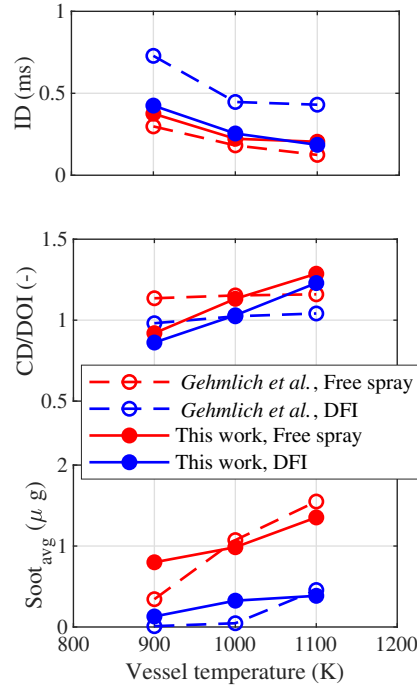 1
0.5
0
ID (ms)
1.5
1
0.5
CD/DOI (-)
Gehmlich et al., Free spray
Gehmlich et al., DFI
This work, Free spray
This work, DFI
2
1
0
Soot_avg (μ g)
800 900 1000 1100 1200
Vessel temperature (K)